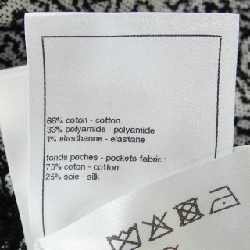 66% coton - cotton
33% polyamide - polyamide
1% elasthanne - elastane
fonds poches - pockets fabric :
75% coton - cotton
25% soie - silk